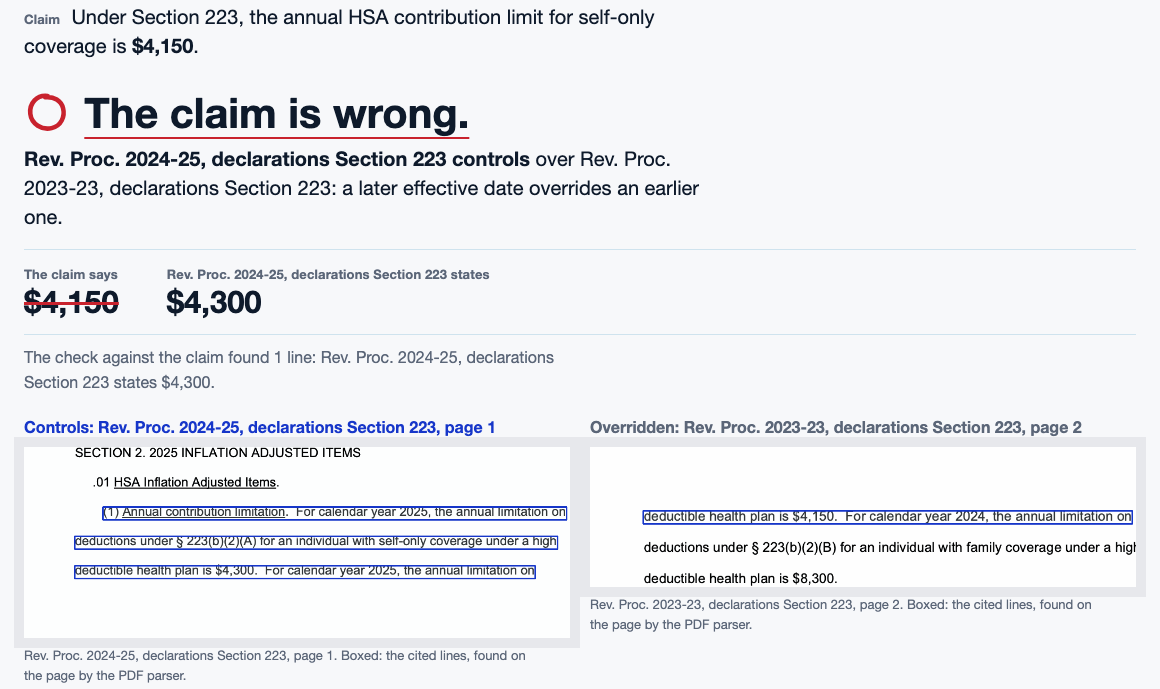 Claim Under Section 223, the annual HSA contribution limit for self-only
coverage is $4,150.
The claim is wrong.
Rev. Proc. 2024-25, declarations Section 223 controls over Rev. Proc.
2023-23, declarations Section 223: a later effective date overrides an earlier
one.
The claim says
$4,150
Rev. Proc. 2024-25, declarations Section 223 states
$4,300
The check against the claim found 1 line: Rev. Proc. 2024-25, declarations
Section 223 states $4,300.
Controls: Rev. Proc. 2024-25, declarations Section 223, page 1
SECTION 2. 2025 INFLATION ADJUSTED ITEMS
.01 HSA Inflation Adjusted Items.
(1) Annual contribution limitation. For calendar year 2025, the annual limitation on
deductions under § 223(b)(2)(A) for an individual with self-only coverage under a high
deductible health plan is $4,300. For calendar year 2025, the annual limitation on
Rev. Proc. 2024-25, declarations Section 223, page 1. Boxed: the cited lines, found on
the page by the PDF parser.
Overridden: Rev. Proc. 2023-23, declarations Section 223, page 2
deductible health plan is $4,150. For calendar year 2024, the annual limitation on
deductions under § 223(b)(2)(B) for an individual with family coverage under a high
deductible health plan is $8,300.
Rev. Proc. 2023-23, declarations Section 223, page 2. Boxed: the cited lines, found on
the page by the PDF parser.